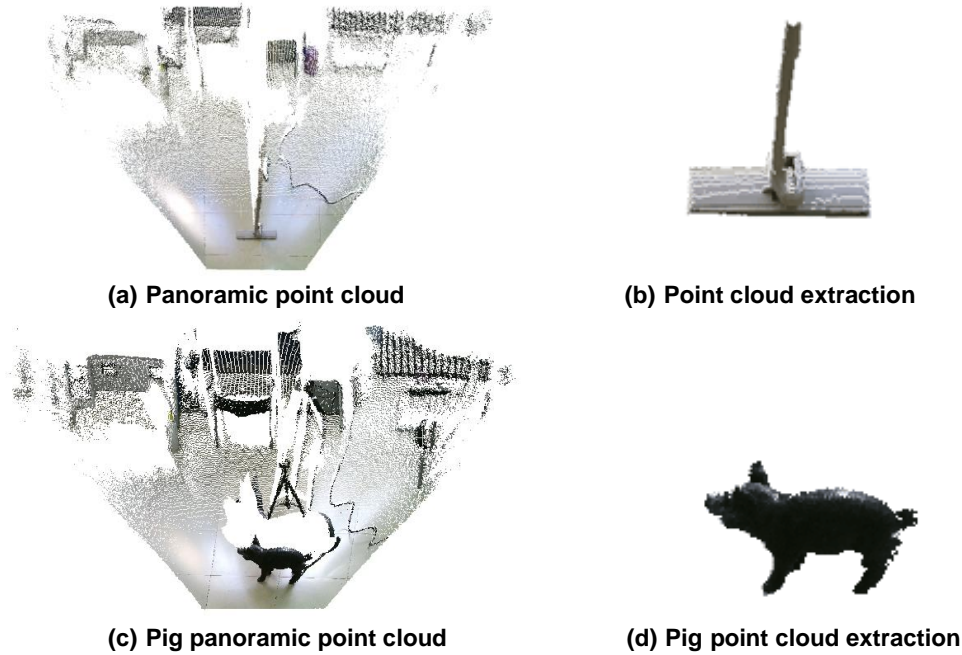 (a) Panoramic point cloud
(b) Point cloud extraction
(c) Pig panoramic point cloud
(d) Pig point cloud extraction